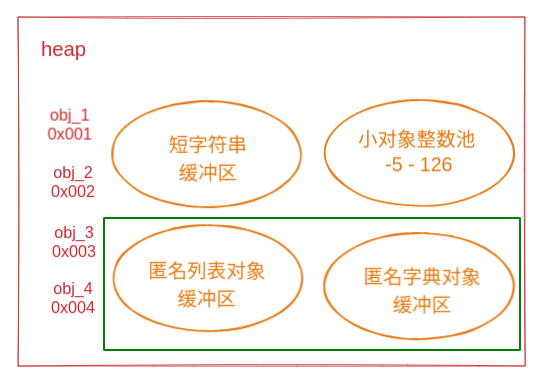 heap
obj_1
0x001
短字符串
缓冲区
小对象整数池
-5 - 126
obj_2
0x002
obj_3
0x003
匿名列表对象
缓冲区
匿名字典对象
缓冲区
obj_4
0x004